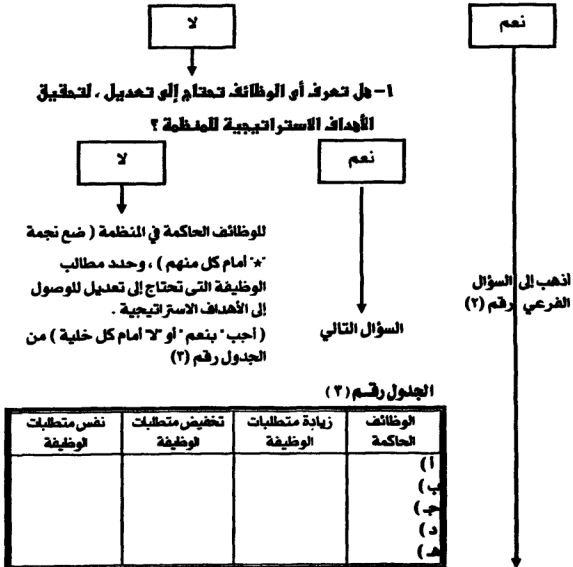 نعم
لا
١- هل تعرف أي الوظائف تحتاج إلى تعديل ، لتحقيق
الأهداف الاستراتيجية للمنظمة ؟
نعم
لا
للوظائف الحاكمة في المنظمة ( ضع نجمة
"*" أمام كل منهم ) ، وحدد مطالب
الوظيفة التى تحتاج إلى تعديل للوصول
إلى الأهداف الاستراتيجية .
( أجب " بنعم " أو "لا" أمام كل خلية ) من
الجدول رقم (٣)
السؤال التالي
أذهب إلى السؤال
الفرعي رقم (٢)
الجدول رقم (٣)
الوظائف الحاكمة
زيادة متطلبات الوظيفة
تخفيض متطلبات الوظيفة
نفس متطلبات الوظيفة
أ )
ب )
جـ )
د )
هـ )